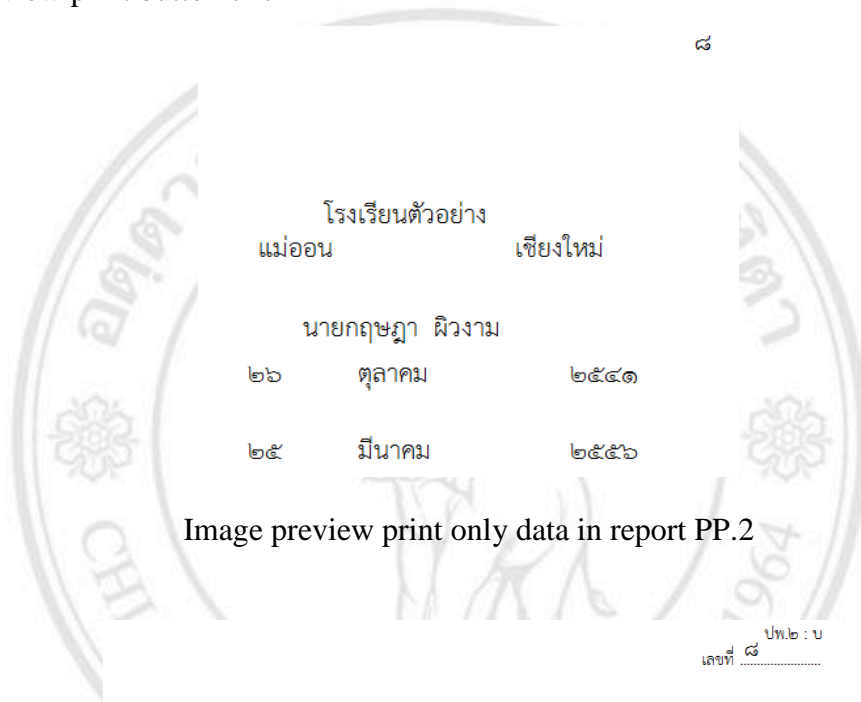 ๘
โรงเรียนตัวอย่าง
แม่ออน เชียงใหม่
นายกฤษฎา ผิวงาม
๒๖ ตุลาคม ๒๕๔๑
๒๕ มีนาคม ๒๕๕๖
Image preview print only data in report PP.2
ปพ.๒ : บ
เลขที่ ๘
1964